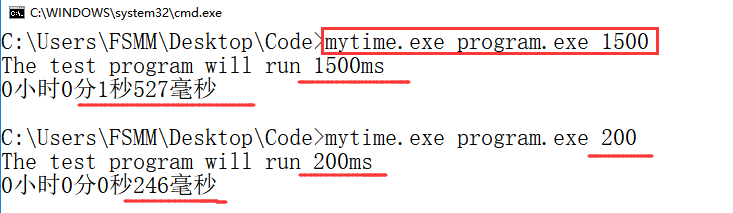 C:\WINDOWS\system32\cmd.exe
C:\Users\FSMM\Desktop\Code>mytime.exe program.exe 1500
The test program will run 1500ms
0小时0分1秒527毫秒
C:\Users\FSMM\Desktop\Code>mytime.exe program.exe 200
The test program will run 200ms
0小时0分0秒246毫秒